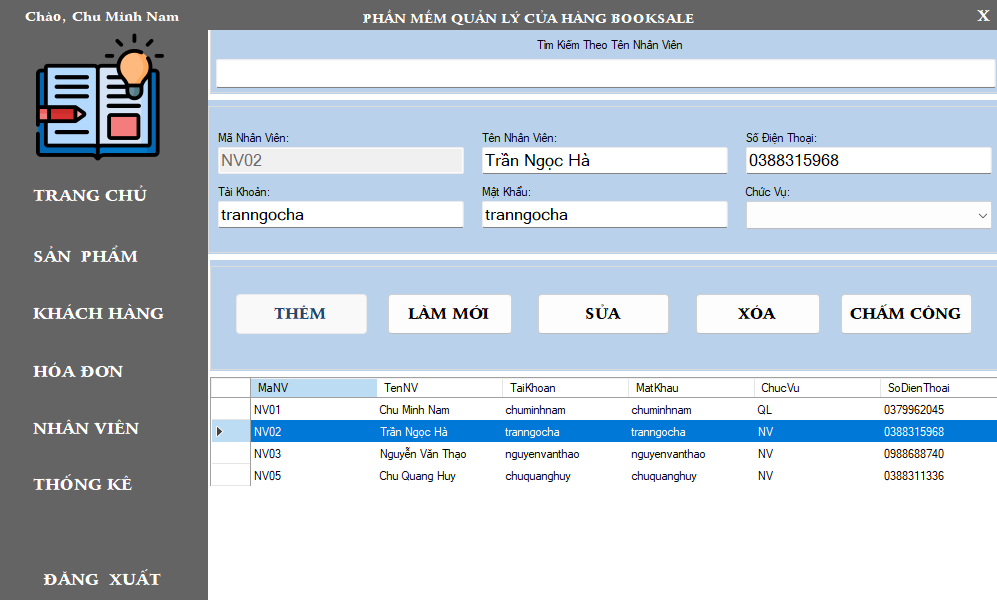 Chào, Chu Minh Nam
PHẦN MỀM QUẢN LÝ CỬA HÀNG BOOKSALE
X
Tìm Kiếm Theo Tên Nhân Viên
TRANG CHỦ
SẢN PHẨM
KHÁCH HÀNG
HÓA ĐƠN
NHÂN VIÊN
THỐNG KÊ
ĐĂNG XUẤT
Mã Nhân Viên:
NV02
Tên Nhân Viên:
Trần Ngọc Hà
Số Điện Thoại:
0388315968
Tài Khoản:
tranngocha
Mật Khẩu:
tranngocha
Chức Vụ:
THÊM
LÀM MỚI
SỬA
XÓA
CHẤM CÔNG
MaNV TenNV TaiKhoan MatKhau ChucVu SoDienThoai
NV01 Chu Minh Nam chuminhnam chuminhnam QL 0379962045
NV02 Trần Ngọc Hà tranngocha tranngocha NV 0388315968
NV03 Nguyễn Văn Thạo nguyenvanthao nguyenvanthao NV 0988688740
NV05 Chu Quang Huy chuquanghuy chuquanghuy NV 0388311336